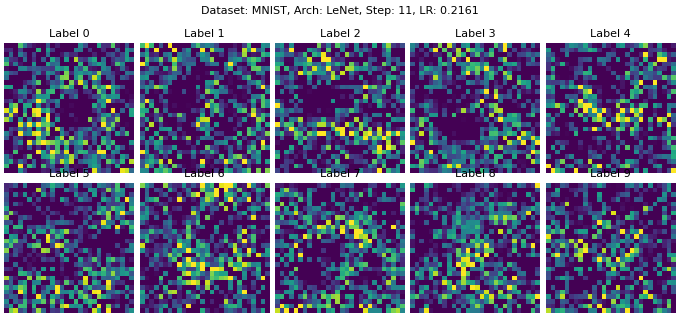 Dataset: MNIST, Arch: LeNet, Step: 11, LR: 0.2161
Label 0 Label 1 Label 2 Label 3 Label 4
Label 5 Label 6 Label 7 Label 8 Label 9